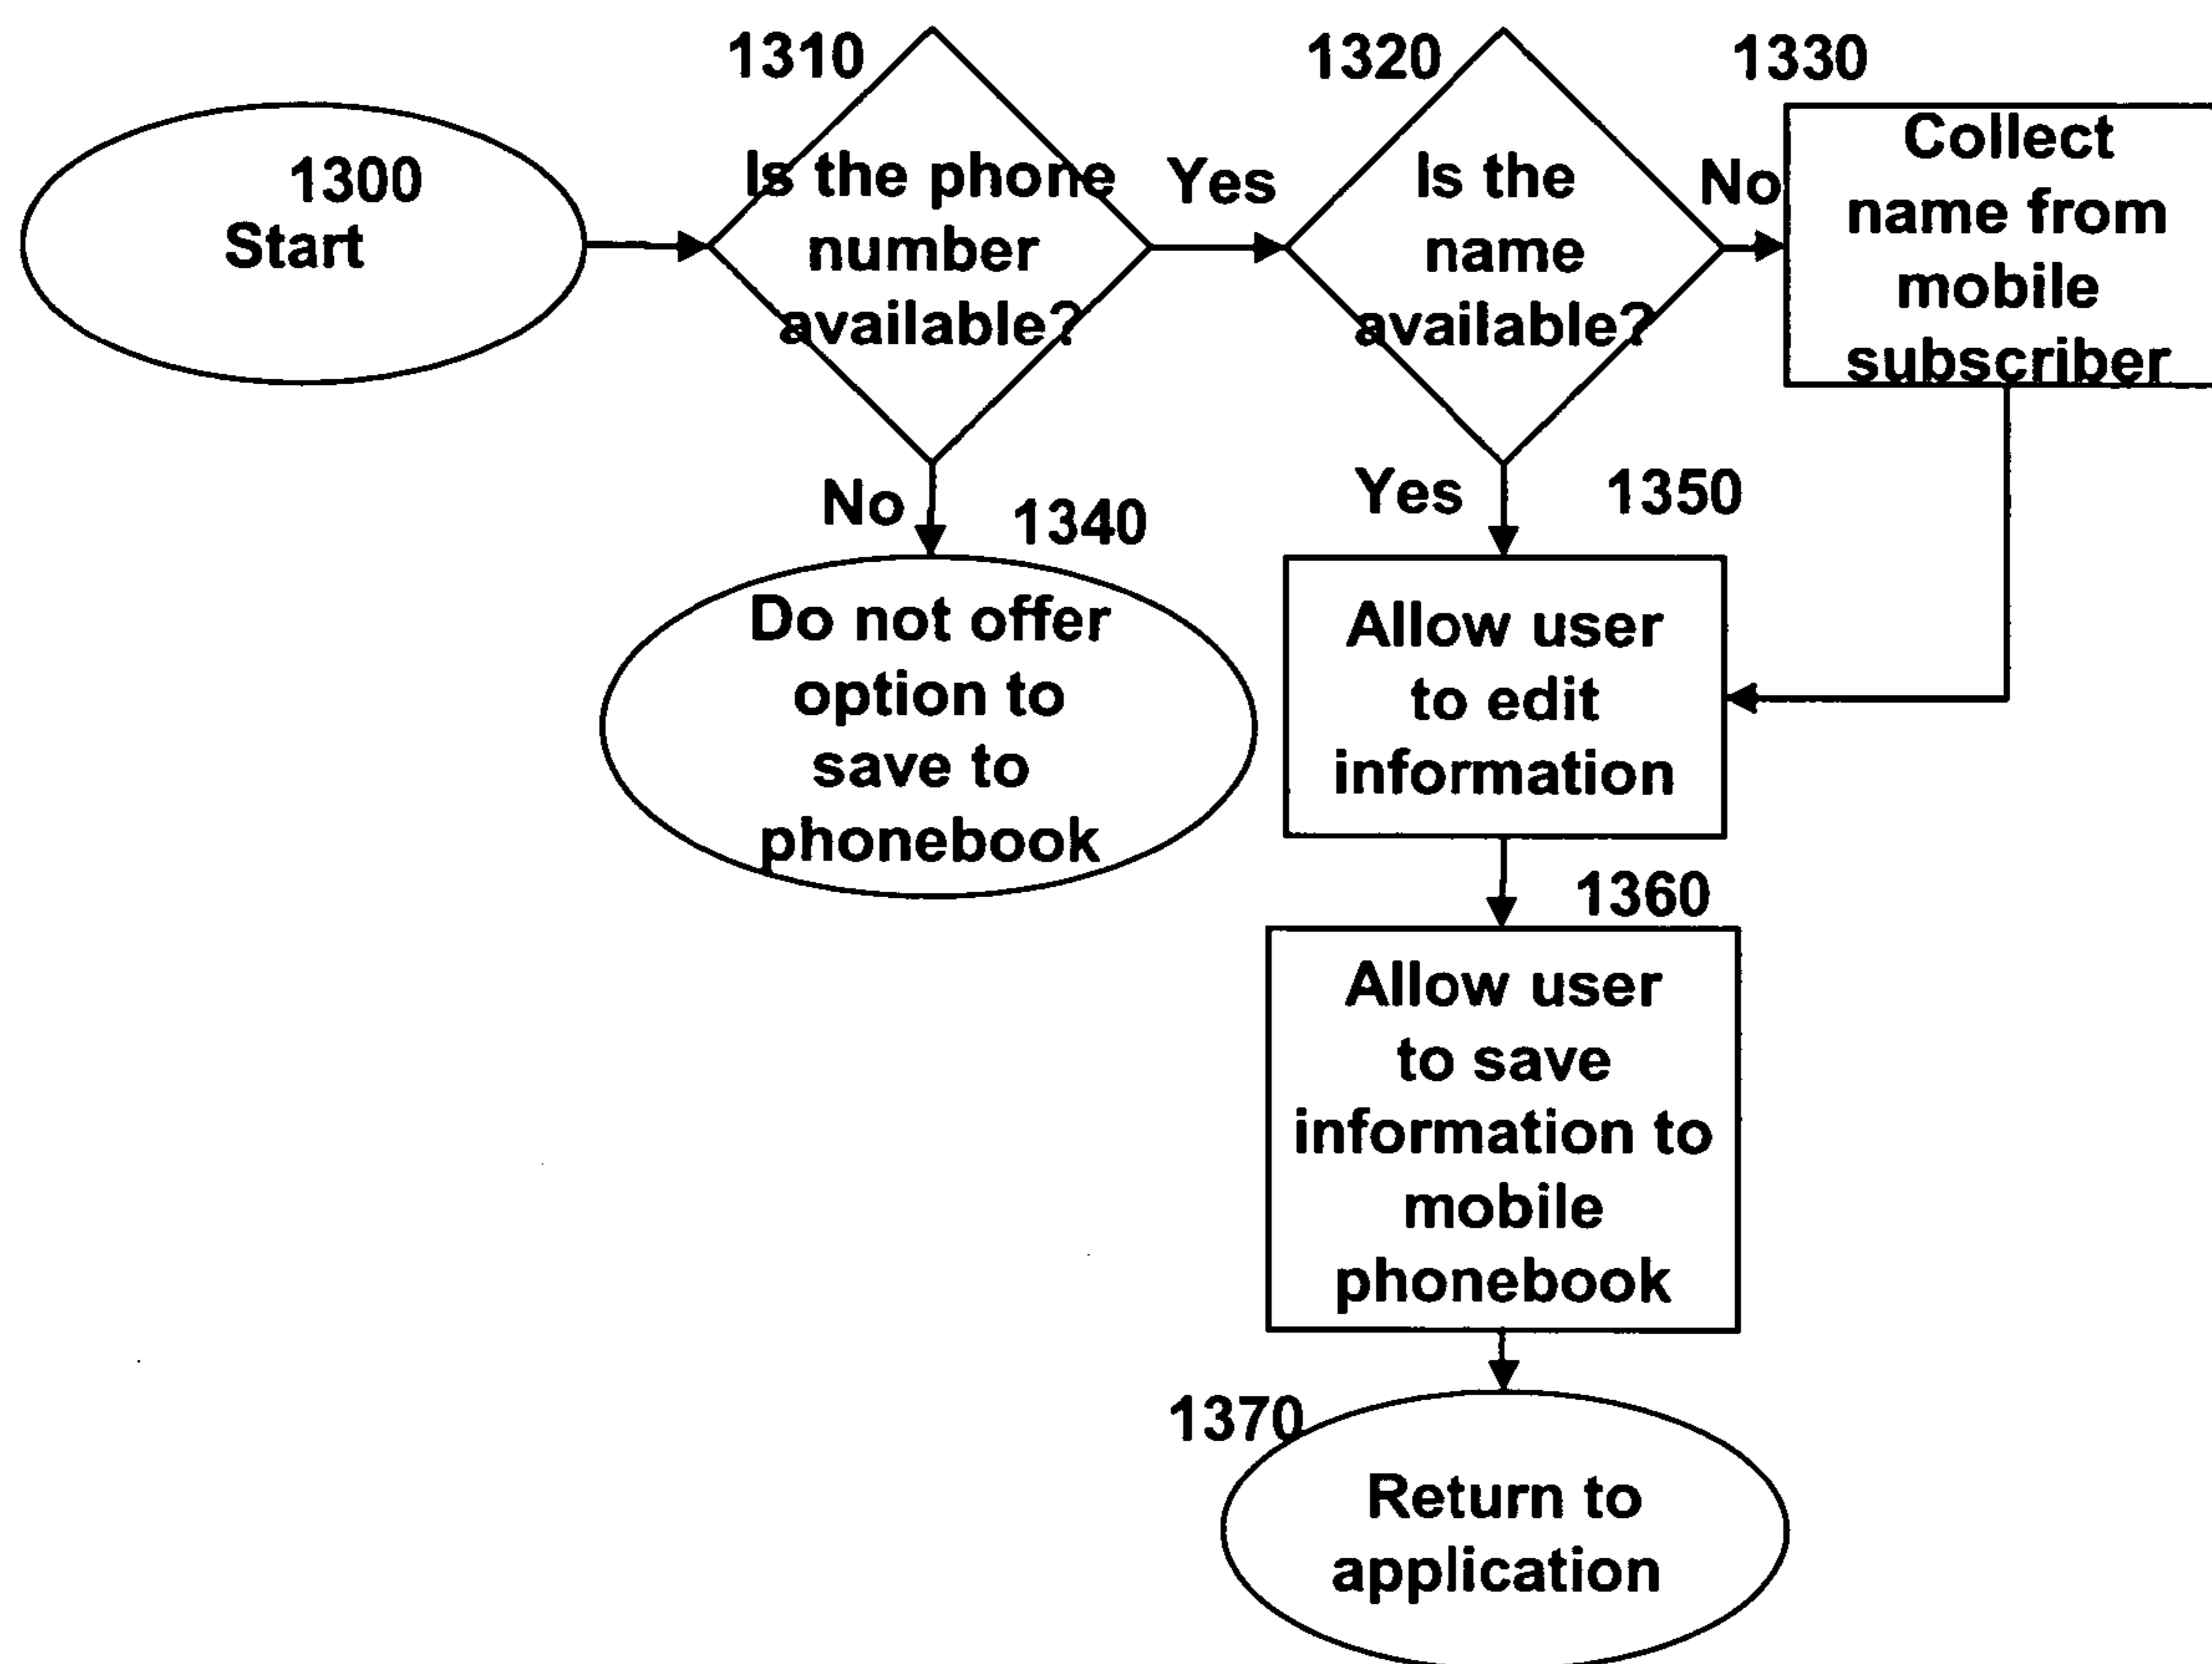 1300
Start
1310
Is the phone
number
available?
Yes
1320
Is the
name
available?
No
1330
Collect
name from
mobile
subscriber
No
1340
Do not offer
option to
save to
phonebook
Yes
1350
Allow user
to edit
information
1360
Allow user
to save
information to
mobile
phonebook
1370
Return to
application